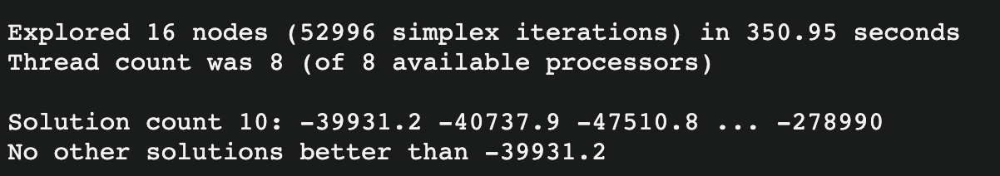 Explored 16 nodes (52996 simplex iterations) in 350.95 seconds
Thread count was 8 (of 8 available processors)
Solution count 10: -39931.2 -40737.9 -47510.8 ... -278990
No other solutions better than -39931.2